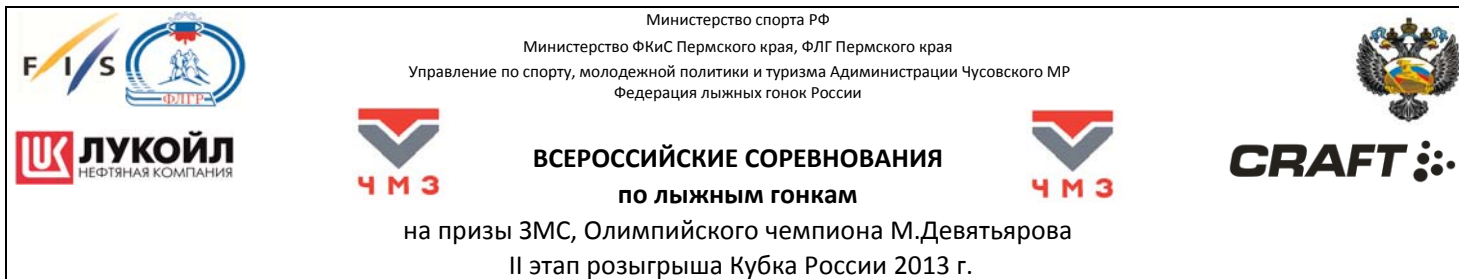 Министерство спорта РФ
Министерство ФКиС Пермского края, ФЛГ Пермского края
Управление по спорту, молодежной политики и туризма Адиминистрации Чусовского МР
Федерация лыжных гонок России
F/I/S
ФЛГР
ЛУКОЙЛ
НЕФТЯНАЯ КОМПАНИЯ
ЧМЗ
ВСЕРОССИЙСКИЕ СОРЕВНОВАНИЯ
по лыжным гонкам
ЧМЗ
CRAFT
на призы ЗМС, Олимпийского чемпиона М.Девятьярова
II этап розыгрыша Кубка России 2013 г.